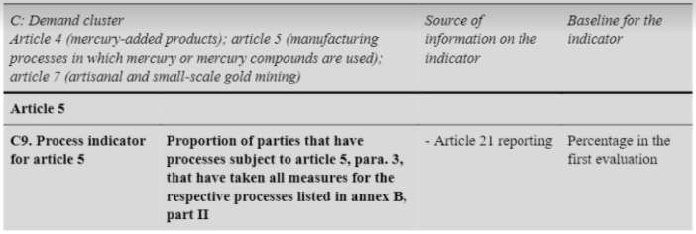 C: Demand cluster
Article 4 (mercury-added products); article 5 (manufacturing
processes in which mercury or mercury compounds are used);
article 7 (artisanal and small-scale gold mining)
Source of
information on the
indicator
Baseline for the
indicator
Article 5
C9. Process indicator
for article 5
Proportion of parties that have
processes subject to article 5, para. 3,
that have taken all measures for the
respective processes listed in annex B,
part II
- Article 21 reporting
Percentage in the
first evaluation